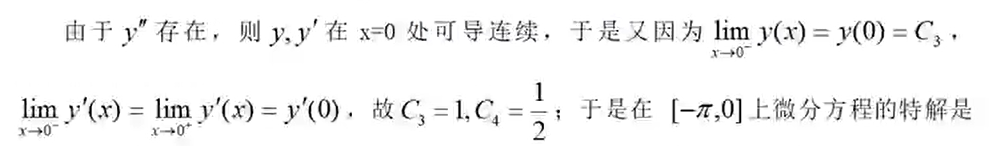 由于 y″ 存在，则 y, y′ 在 x=0 处可导连续，于是又因为 lim_{x→0⁻} y(x) = y(0) = C₃，
lim_{x→0⁻} y′(x) = lim_{x→0⁺} y′(x) = y′(0)，故 C₃ = 1, C₄ = 1/2；于是在 [−π,0] 上微分方程的特解是